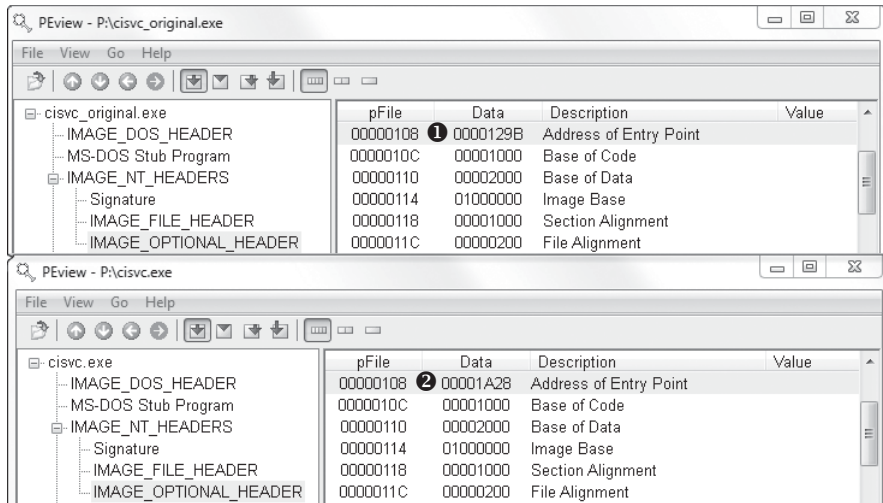 PEview - P:\cisvc_original.exe
File View Go Help
cisvc_original.exe
IMAGE_DOS_HEADER
MS-DOS Stub Program
IMAGE_NT_HEADERS
Signature
IMAGE_FILE_HEADER
IMAGE_OPTIONAL_HEADER
pFile Data Description Value
00000108 ❶ 0000129B Address of Entry Point
0000010C 00001000 Base of Code
00000110 00002000 Base of Data
00000114 01000000 Image Base
00000118 00001000 Section Alignment
0000011C 00000200 File Alignment
PEview - P:\cisvc.exe
File View Go Help
cisvc.exe
IMAGE_DOS_HEADER
MS-DOS Stub Program
IMAGE_NT_HEADERS
Signature
IMAGE_FILE_HEADER
IMAGE_OPTIONAL_HEADER
pFile Data Description Value
00000108 ❷ 00001A28 Address of Entry Point
0000010C 00001000 Base of Code
00000110 00002000 Base of Data
00000114 01000000 Image Base
00000118 00001000 Section Alignment
0000011C 00000200 File Alignment